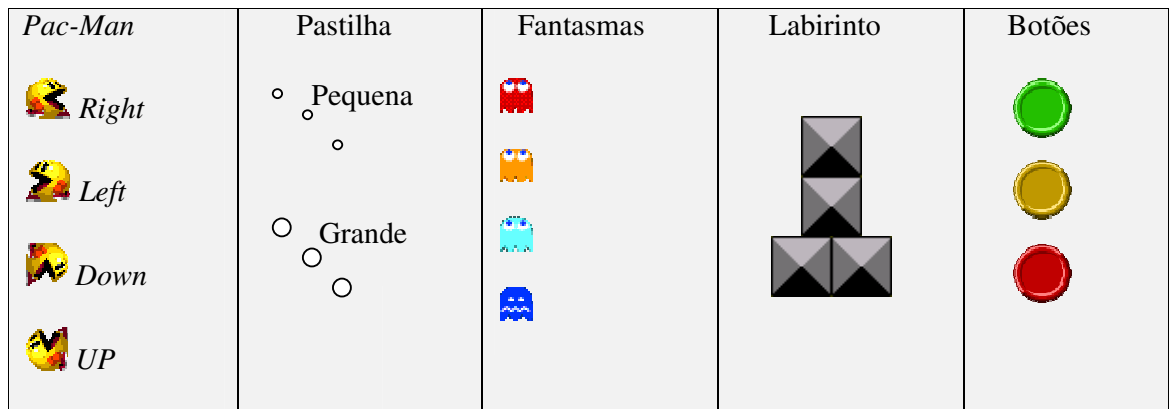 Pac-Man
Right
Left
Down
UP
Pastilha
Pequena
Grande
Fantasmas
Labirinto
Botões